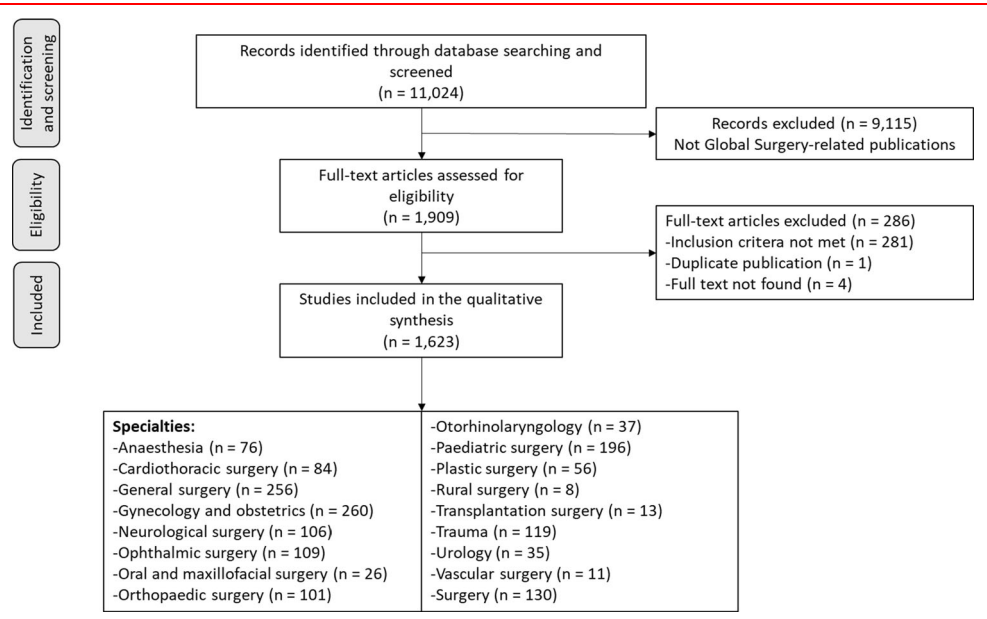 Identification
and screening
Records identified through database searching and
screened
(n = 11,024)
Records excluded (n = 9,115)
Not Global Surgery-related publications
Eligibility
Full-text articles assessed for
eligibility
(n = 1,909)
Full-text articles excluded (n = 286)
-Inclusion critera not met (n = 281)
-Duplicate publication (n = 1)
-Full text not found (n = 4)
Included
Studies included in the qualitative
synthesis
(n = 1,623)
Specialties:
-Anaesthesia (n = 76)
-Cardiothoracic surgery (n = 84)
-General surgery (n = 256)
-Gynecology and obstetrics (n = 260)
-Neurological surgery (n = 106)
-Ophthalmic surgery (n = 109)
-Oral and maxillofacial surgery (n = 26)
-Orthopaedic surgery (n = 101)
-Otorhinolaryngology (n = 37)
-Paediatric surgery (n = 196)
-Plastic surgery (n = 56)
-Rural surgery (n = 8)
-Transplantation surgery (n = 13)
-Trauma (n = 119)
-Urology (n = 35)
-Vascular surgery (n = 11)
-Surgery (n = 130)